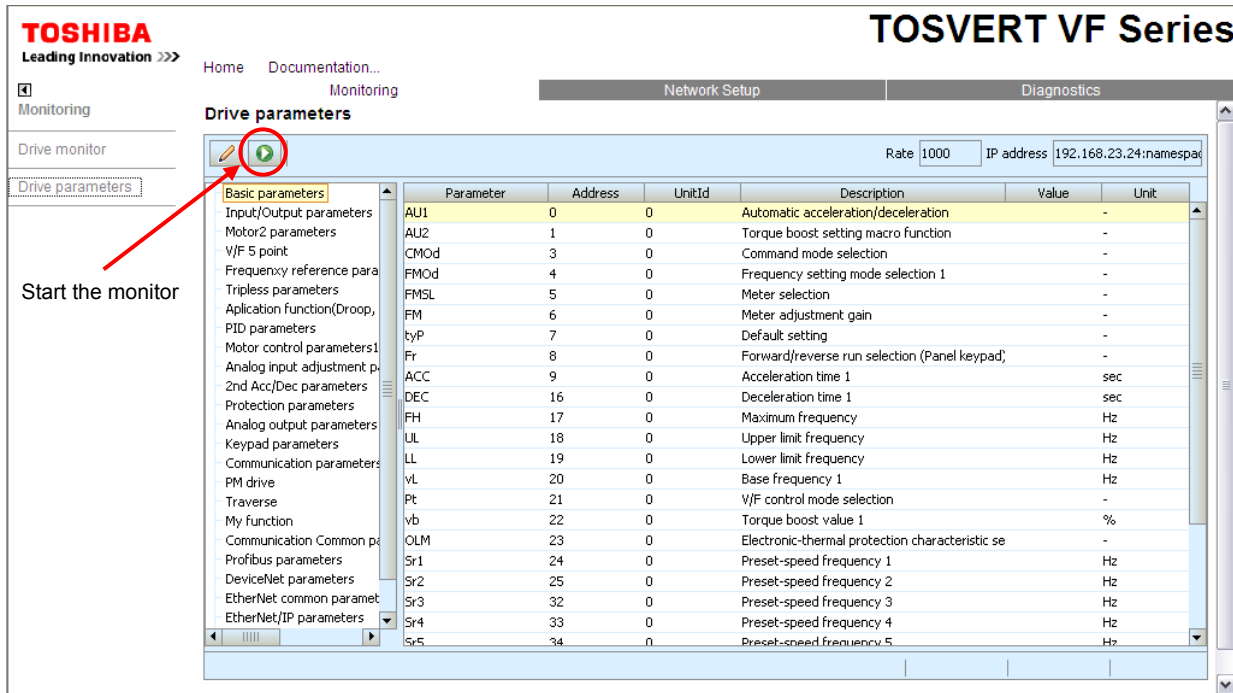 TOSHIBA
Leading Innovation >>>
TOSVERT VF Series
Home Documentation...
Monitoring Network Setup Diagnostics
Monitoring
Drive monitor
Drive parameters
Drive parameters
Rate 1000 IP address 192.168.23.24:namespac
Start the monitor
Basic parameters
Input/Output parameters
Motor2 parameters
V/F 5 point
Frequenxy reference para
Tripless parameters
Aplication function(Droop,
PID parameters
Motor control parameters1
Analog input adjustment pa
2nd Acc/Dec parameters
Protection parameters
Analog output parameters
Keypad parameters
Communication parameters
PM drive
Traverse
My function
Communication Common pa
Profibus parameters
DeviceNet parameters
EtherNet common paramet
EtherNet/IP parameters
Parameter Address UnitId Description Value Unit
AU1 0 0 Automatic acceleration/deceleration -
AU2 1 0 Torque boost setting macro function -
CMOd 3 0 Command mode selection -
FMOd 4 0 Frequency setting mode selection 1 -
FMSL 5 0 Meter selection -
FM 6 0 Meter adjustment gain -
tyP 7 0 Default setting -
Fr 8 0 Forward/reverse run selection (Panel keypad) -
ACC 9 0 Acceleration time 1 sec
DEC 16 0 Deceleration time 1 sec
FH 17 0 Maximum frequency Hz
UL 18 0 Upper limit frequency Hz
LL 19 0 Lower limit frequency Hz
vL 20 0 Base frequency 1 Hz
Pt 21 0 V/F control mode selection -
vb 22 0 Torque boost value 1 %
OLM 23 0 Electronic-thermal protection characteristic se -
Sr1 24 0 Preset-speed frequency 1 Hz
Sr2 25 0 Preset-speed frequency 2 Hz
Sr3 32 0 Preset-speed frequency 3 Hz
Sr4 33 0 Preset-speed frequency 4 Hz
Sr5 34 0 Preset-speed frequency 5 Hz